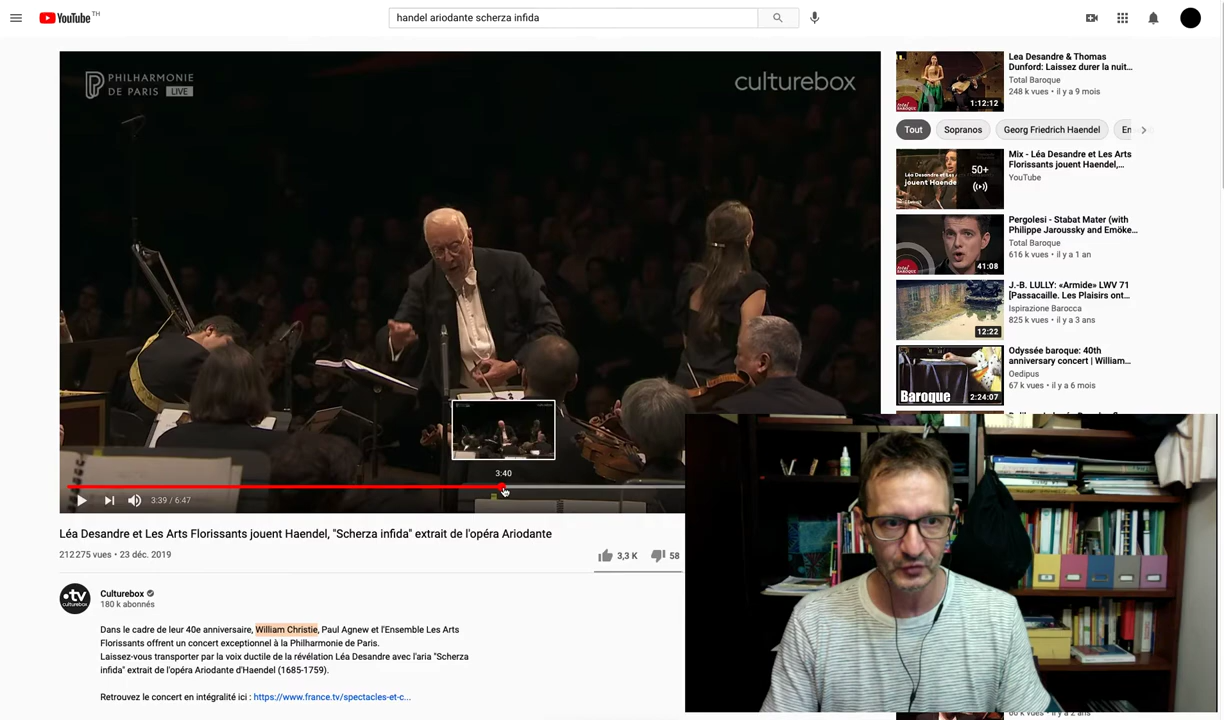 YouTube TH
handel ariodante scherza infida
PHILHARMONIE
DE PARIS LIVE
culturebox
3:40
3:39 / 6:47
Léa Desandre et Les Arts Florissants jouent Haendel, "Scherza infida" extrait de l'opéra Ariodante
212 275 vues • 23 déc. 2019
3,3 K
58
•tv
culturebox
Culturebox
180 k abonnés
Dans le cadre de leur 40e anniversaire, William Christie, Paul Agnew et l'Ensemble Les Arts
Florissants offrent un concert exceptionnel à la Philharmonie de Paris.
Laissez-vous transporter par la voix ductile de la révélation Léa Desandre avec l'aria "Scherza
infida" extrait de l'opéra Ariodante d'Haendel (1685-1759).
Retrouvez le concert en intégralité ici : https://www.france.tv/spectacles-et-c...
1:12:12
Lea Desandre & Thomas
Dunford: Laissez durer la nuit...
Total Baroque
248 k vues • il y a 9 mois
Tout
Sopranos
Georg Friedrich Haendel
En
50+
Mix - Léa Desandre et Les Arts
Florissants jouent Haendel,...
YouTube
41:08
Pergolesi - Stabat Mater (with
Philippe Jaroussky and Emöke...
Total Baroque
616 k vues • il y a 1 an
12:22
J.-B. LULLY: «Armide» LWV 71
[Passacaille. Les Plaisirs ont...
Ispirazione Barocca
825 k vues • il y a 3 ans
Baroque
2:24:07
Odyssée baroque: 40th
anniversary concert | William...
Oedipus
67 k vues • il y a 6 mois